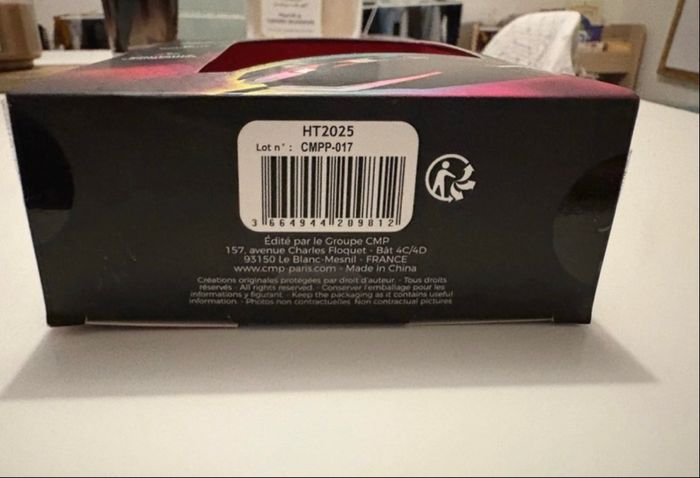 HT2025
Lot n° : CMPP-017
3 664944 209812
Édité par le Groupe CMP
157, avenue Charles Floquet - Bât 4C/4D
93150 Le Blanc-Mesnil - FRANCE
www.cmp-paris.com - Made in China
Créations originales protégées par droit d'auteur. - Tous droits
réservés - All rights reserved. - Conserver l'emballage pour les
informations y figurant. - Keep the packaging as it contains useful
information. - Photos non contractuelles. Non contractual pictures